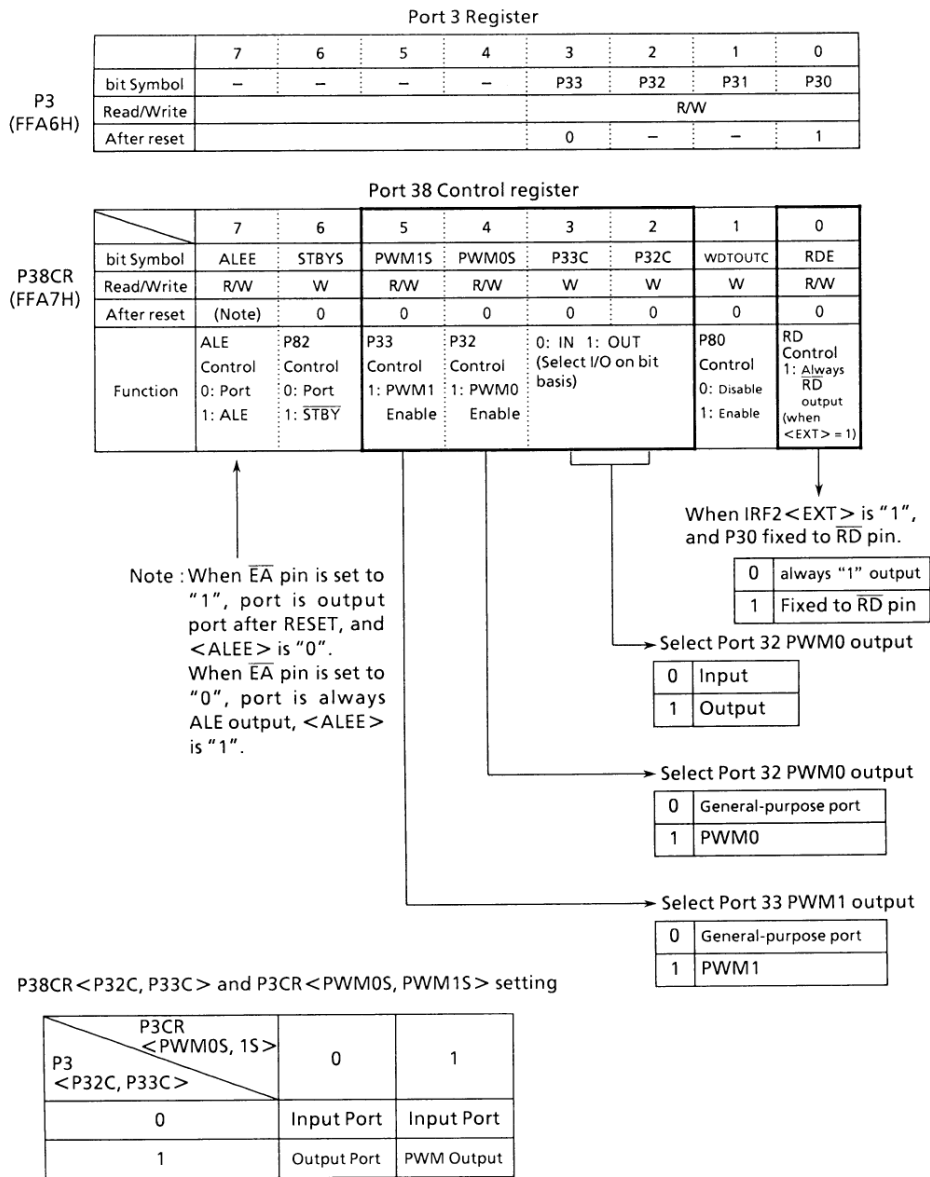 Port 3 Register
7 6 5 4 3 2 1 0
bit Symbol – – – – P33 P32 P31 P30
P3
(FFA6H)
Read/Write R/W
After reset 0 – – 1
Port 38 Control register
7 6 5 4 3 2 1 0
bit Symbol ALEE STBYS PWM1S PWM0S P33C P32C WDTOUTC RDE
P38CR
(FFA7H)
Read/Write R/W W R/W R/W W W W R/W
After reset (Note) 0 0 0 0 0 0 0
Function
ALE
Control
0: Port
1: ALE
P82
Control
0: Port
1: S̅T̅B̅Y̅
P33
Control
1: PWM1
Enable
P32
Control
1: PWM0
Enable
0: IN 1: OUT
(Select I/O on bit
basis)
P80
Control
0: Disable
1: Enable
RD
Control
1: Always
R̅D̅
output
(when
<EXT> = 1)
When IRF2<EXT> is "1",
and P30 fixed to R̅D̅ pin.
0 always "1" output
1 Fixed to R̅D̅ pin
Note : When E̅A̅ pin is set to
"1", port is output
port after RESET, and
<ALEE> is "0".
When E̅A̅ pin is set to
"0", port is always
ALE output, <ALEE>
is "1".
Select Port 32 PWM0 output
0 Input
1 Output
Select Port 32 PWM0 output
0 General-purpose port
1 PWM0
Select Port 33 PWM1 output
0 General-purpose port
1 PWM1
P38CR<P32C, P33C> and P3CR<PWM0S, PWM1S> setting
P3CR
<PWM0S, 1S>
P3
<P32C, P33C>
0 1
0 Input Port Input Port
1 Output Port PWM Output